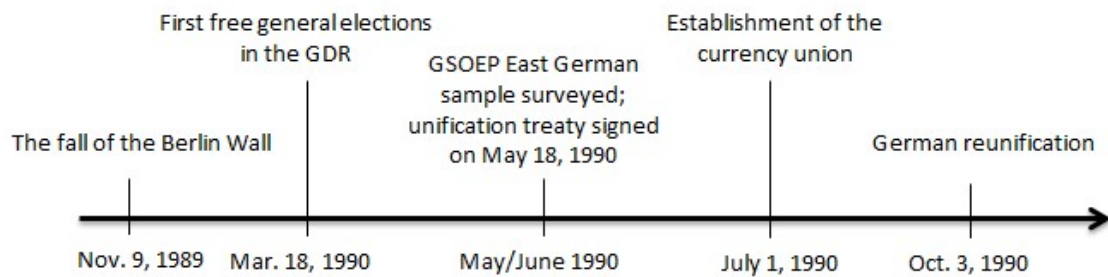 First free general elections
in the GDR
Establishment of the
currency union
GSOEP East German
sample surveyed;
unification treaty signed
on May 18, 1990
The fall of the Berlin Wall
German reunification
Nov. 9, 1989
Mar. 18, 1990
May/June 1990
July 1, 1990
Oct. 3, 1990